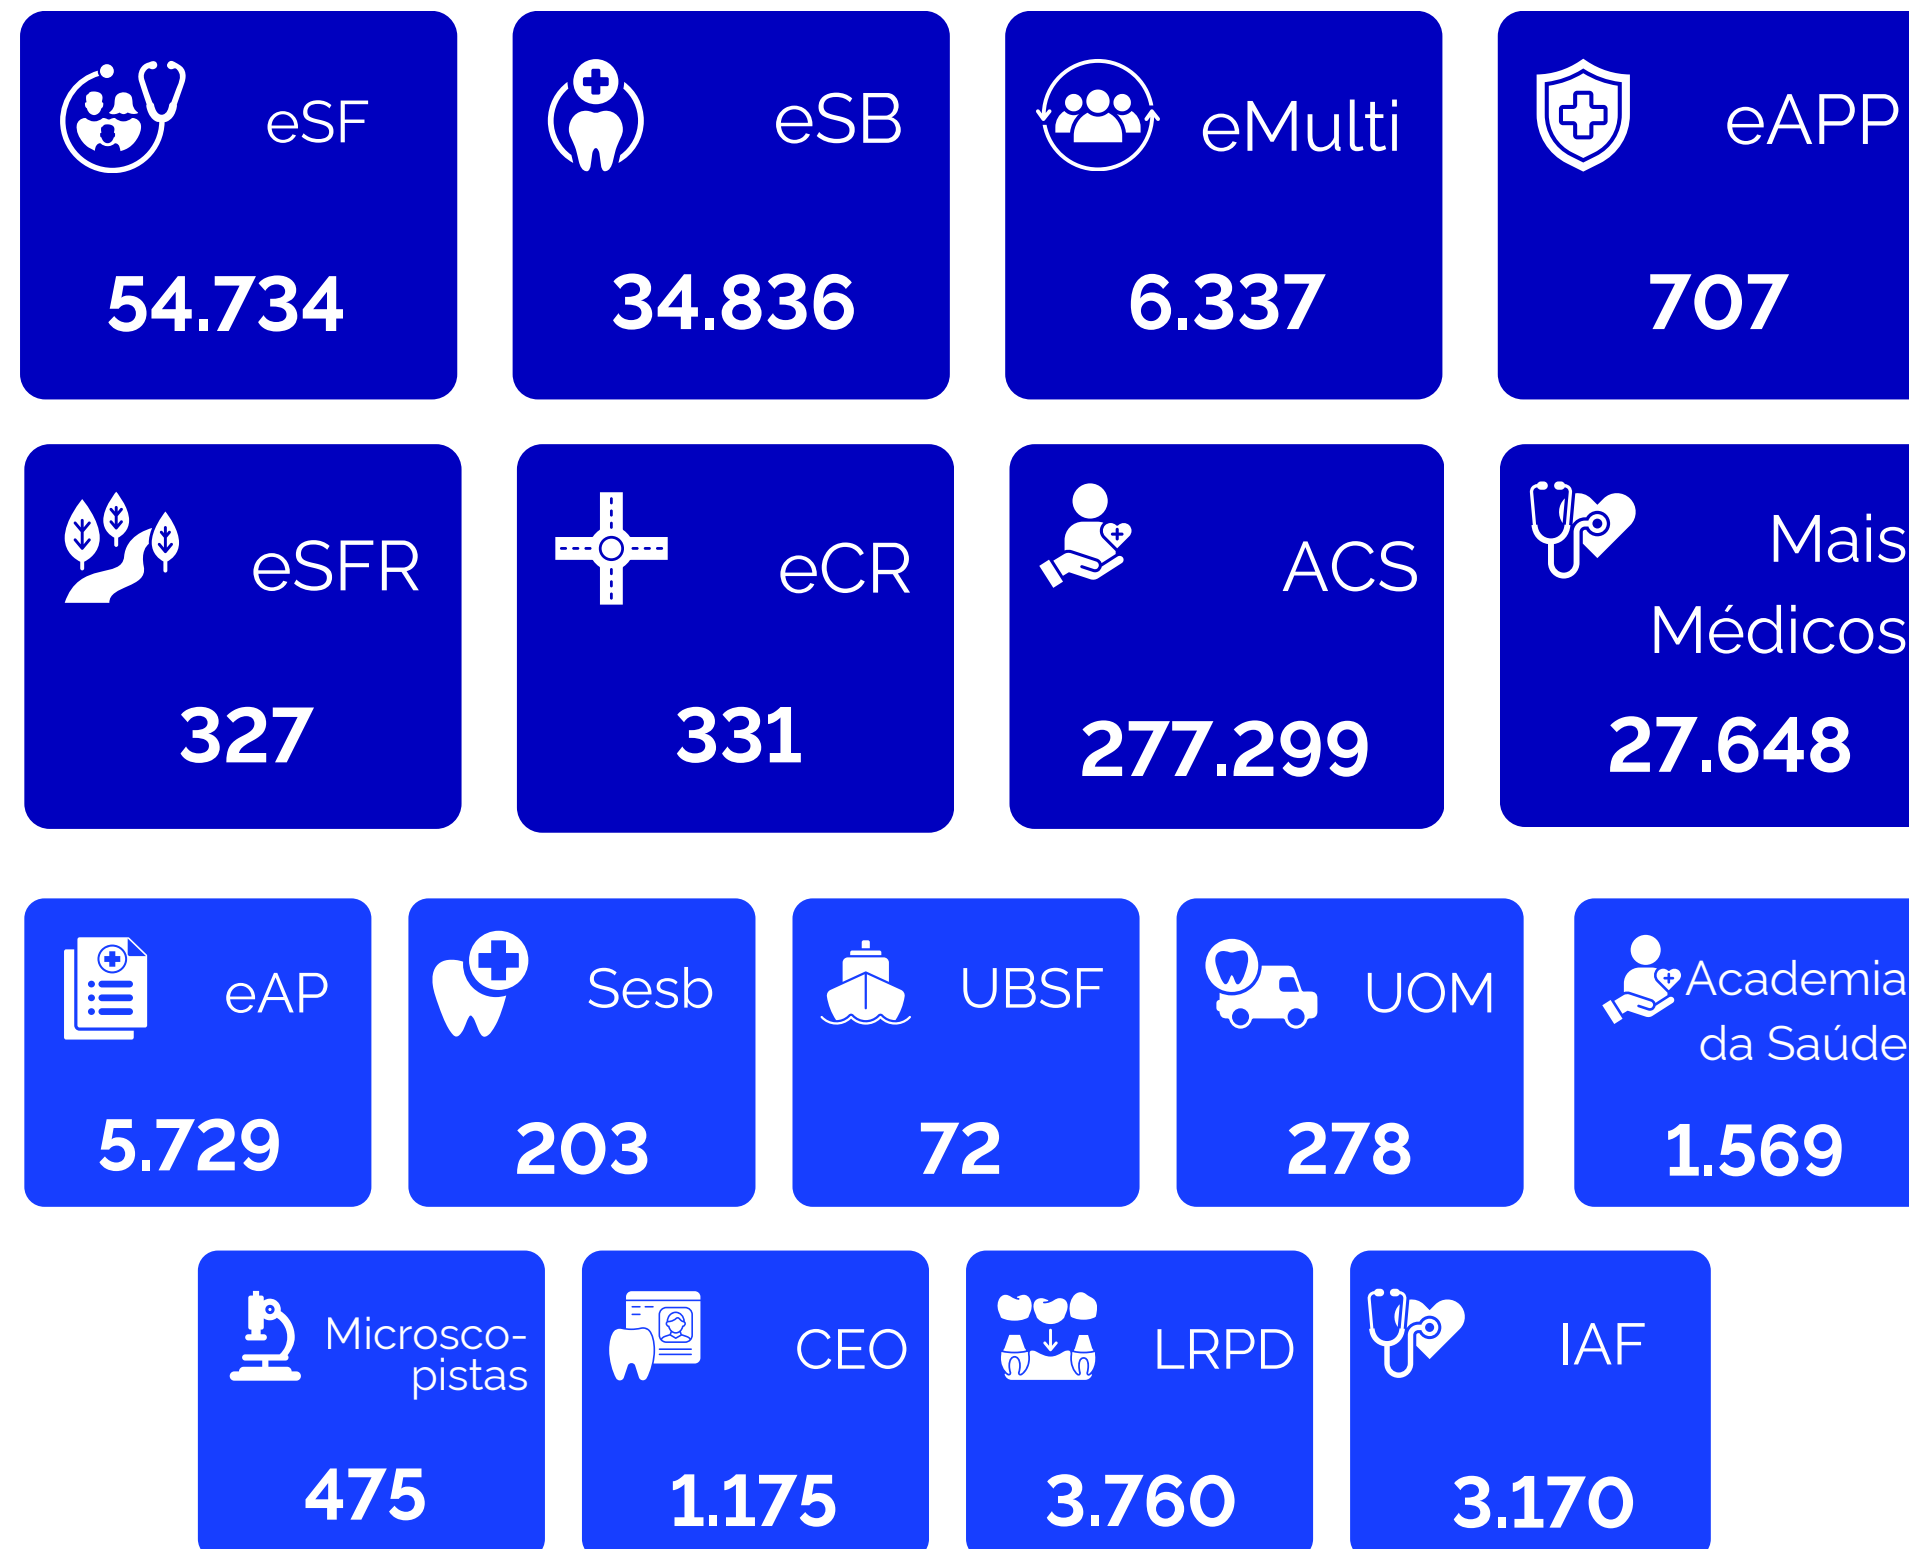 eSF
54.734
eSB
34.836
eMulti
6.337
eAPP
707
eSFR
327
eCR
331
ACS
277.299
Mais
Médicos
27.648
eAP
5.729
Sesb
203
UBSF
72
UOM
278
Academia
da Saúde
1.569
Microsco-
pistas
475
CEO
1.175
LRPD
3.760
IAF
3.170